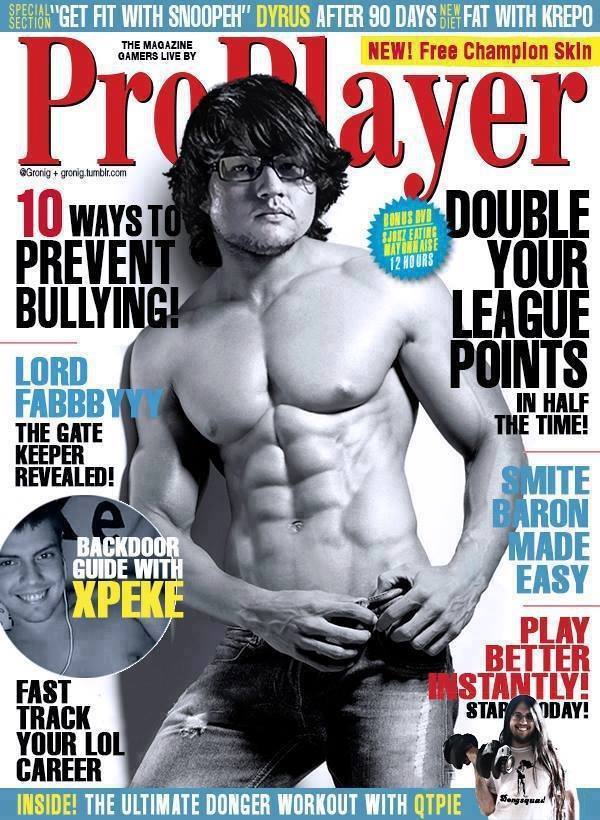 SPECIAL SECTION "GET FIT WITH SNOOPEH" DYRUS AFTER 90 DAYS NEW DIET FAT WITH KREPO
THE MAGAZINE
GAMERS LIVE BY
NEW! Free Champion Skin
ProPlayer
@Gronig + gronig.tumblr.com
10 WAYS TO
PREVENT
BULLYING!
BONUS DVD
SJOKZ EATING
MAYONNAISE
12 HOURS
DOUBLE
YOUR
LEAGUE
POINTS
IN HALF
THE TIME!
LORD
FABBBYYY
THE GATE
KEEPER
REVEALED!
SMITE
BARON
MADE
EASY
e
BACKDOOR
GUIDE WITH
XPEKE
PLAY
BETTER
INSTANTLY!
FAST
TRACK
YOUR LOL
CAREER
Dongsquad
INSIDE! THE ULTIMATE DONGER WORKOUT WITH QTPIE